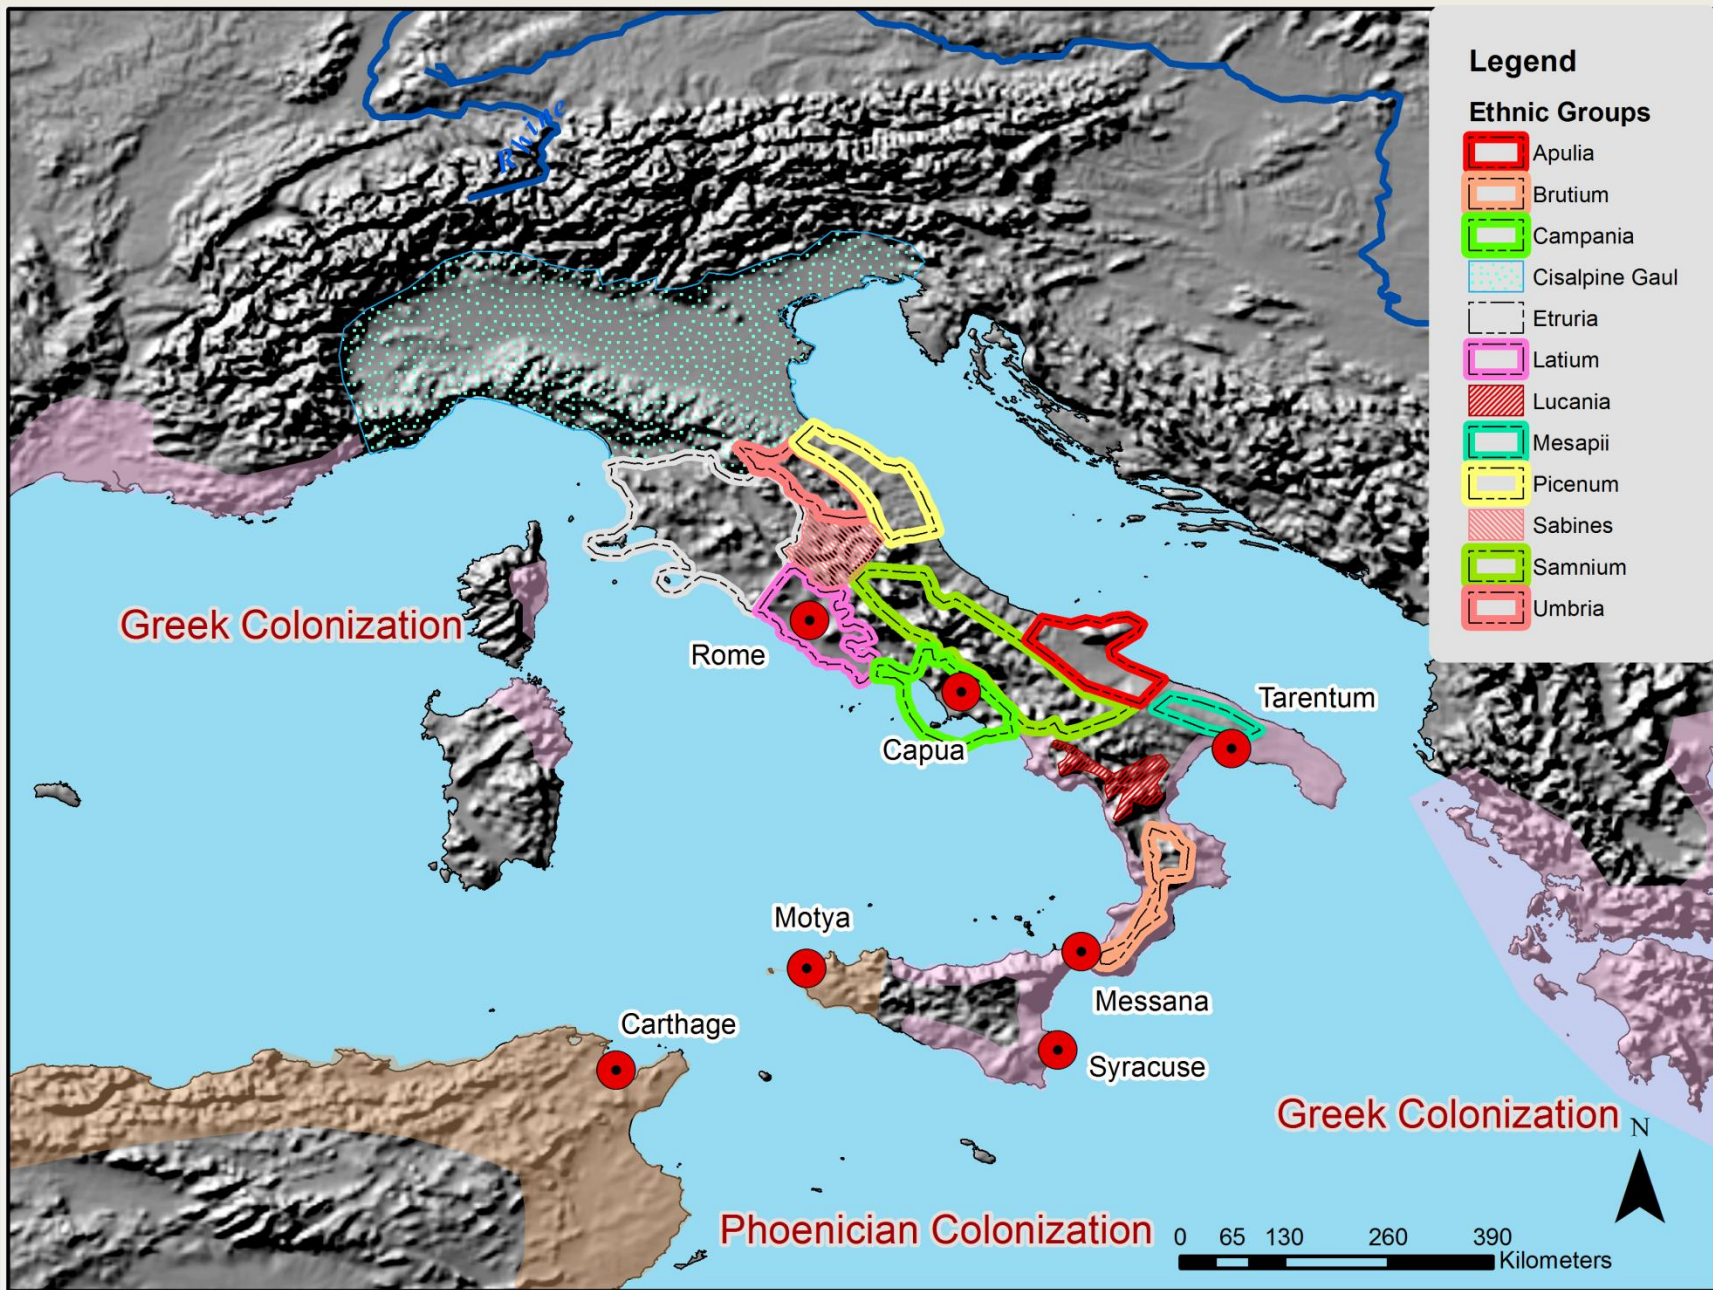 Legend
Ethnic Groups
Apulia
Brutium
Campania
Cisalpine Gaul
Etruria
Latium
Lucania
Mesapii
Picenum
Sabines
Samnium
Umbria
Rhine
Greek Colonization
Rome
Capua
Tarentum
Motya
Messana
Carthage
Syracuse
Greek Colonization
Phoenician Colonization
N
0 65 130 260 390
Kilometers